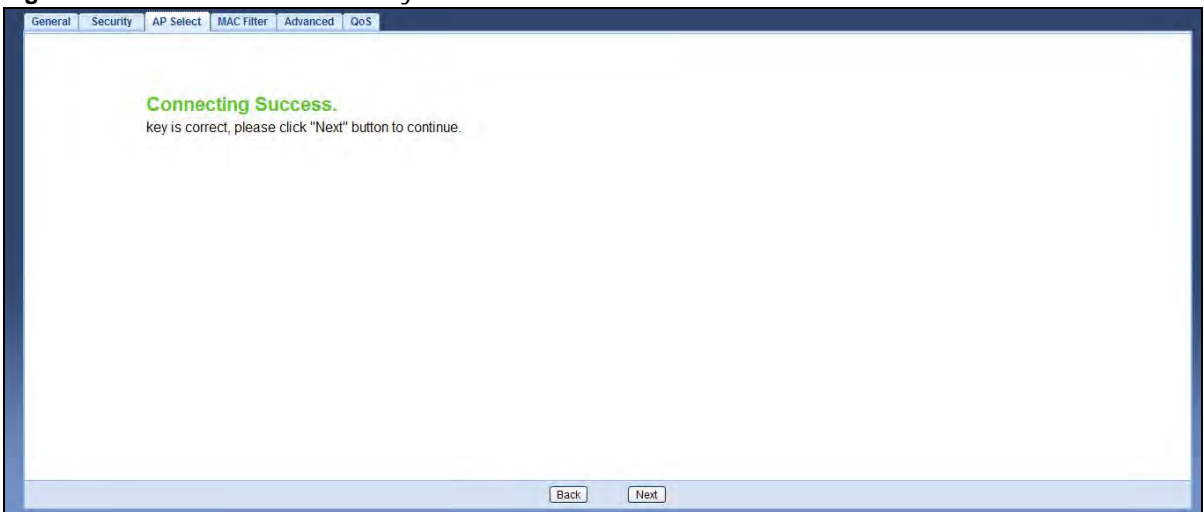 General Security AP Select MAC Filter Advanced QoS
Connecting Success.
key is correct, please click "Next" button to continue.
Back Next